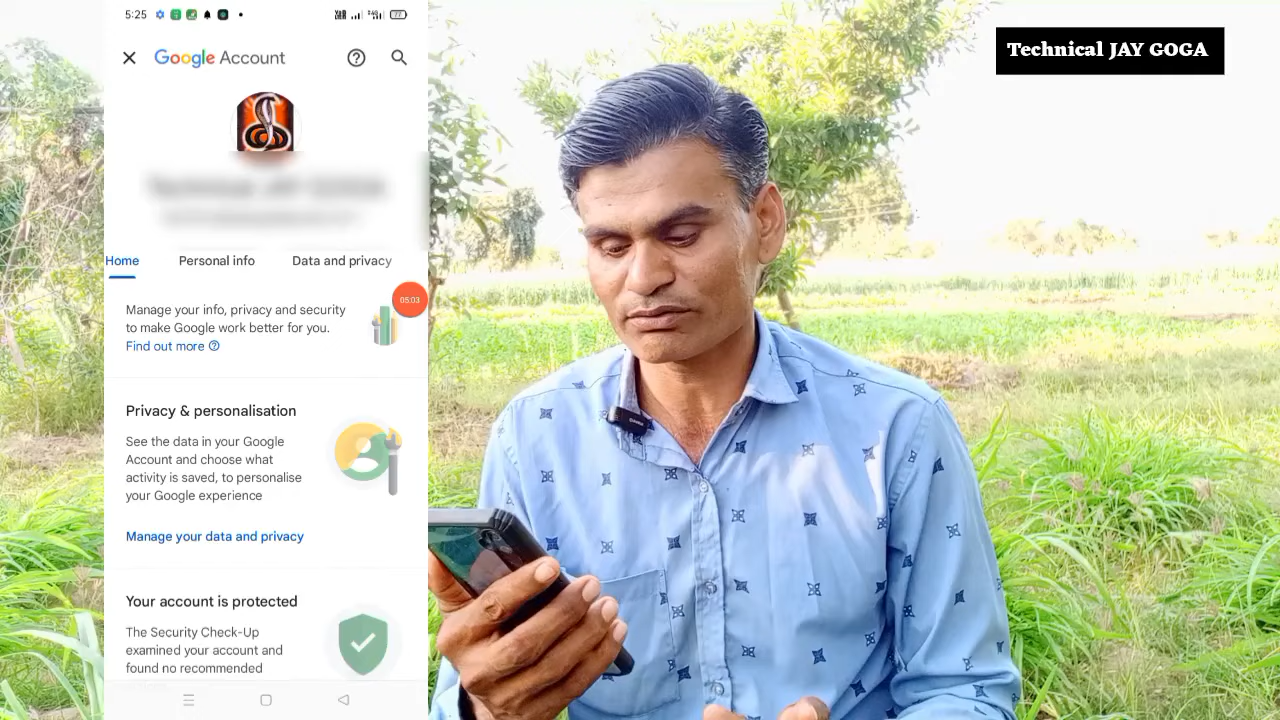 5:25
77
Technical JAY GOGA
Google Account
Home
Personal info
Data and privacy
05:03
Manage your info, privacy and security
to make Google work better for you.
Find out more
Privacy & personalisation
See the data in your Google
Account and choose what
activity is saved, to personalise
your Google experience
Manage your data and privacy
Your account is protected
The Security Check-Up
examined your account and
found no recommended